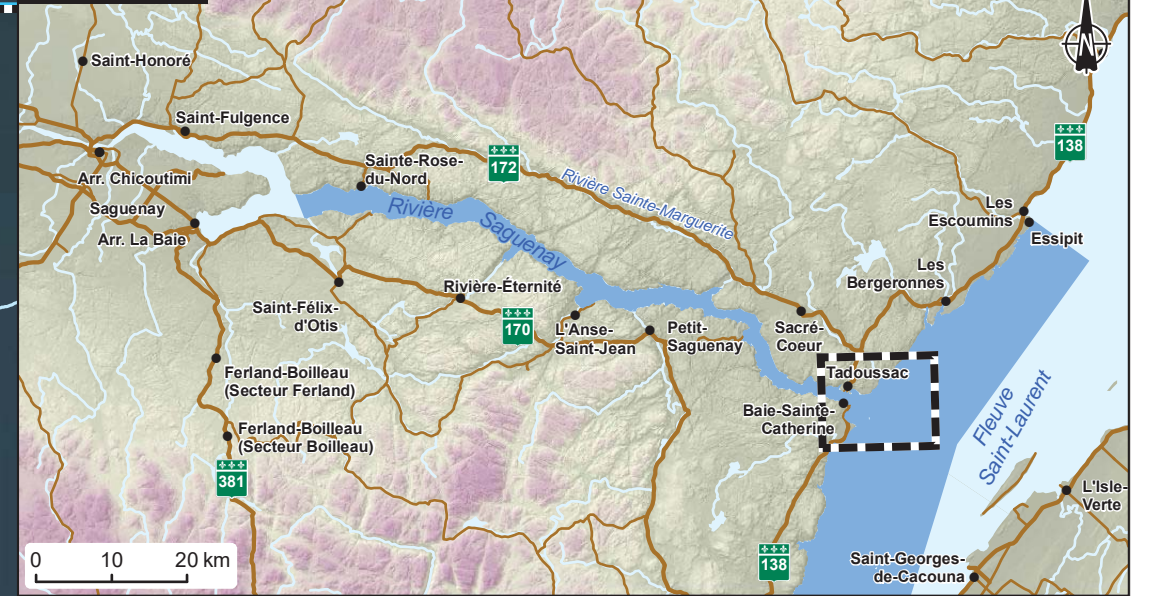 N
Saint-Honoré
Saint-Fulgence
138
Sainte-Rose-
du-Nord
172
Arr. Chicoutimi
Rivière Sainte-Marguerite
Saguenay
Rivière Saguenay
Les
Escoumins
Arr. La Baie
Essipit
Les
Bergeronnes
Rivière-Éternité
Saint-Félix-
d'Otis
170
L'Anse-
Saint-Jean
Petit-
Saguenay
Sacré-
Coeur
Ferland-Boilleau
(Secteur Ferland)
Tadoussac
Baie-Sainte-
Catherine
Fleuve
Saint-Laurent
Ferland-Boilleau
(Secteur Boilleau)
381
L'Isle-
Verte
0 10 20 km
138
Saint-Georges-
de-Cacouna